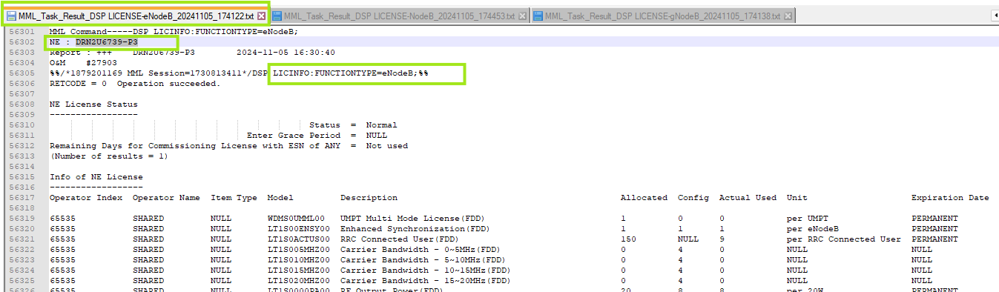 MML_Task_Result_DSP LICENSE-eNodeB_20241105_174122.txt MML_Task_Result_DSP LICENSE-NodeB_20241105_174453.txt MML_Task_Result_DSP LICENSE-gNodeB_20241105_174138.txt
56301 MML Command-----DSP LICINFO:FUNCTIONTYPE=eNodeB;
56302 NE : DRN2U6739-P3
56303 Report : +++ DRN2U6739-P3 2024-11-05 16:30:40
56304 O&M #27903
56305 %%/*1879201169 MML Session=1730813411*/DSP LICINFO:FUNCTIONTYPE=eNodeB;%%
56306 RETCODE = 0 Operation succeeded.
56307
56308 NE License Status
56309 -----------------
56310 Status = Normal
56311 Enter Grace Period = NULL
56312 Remaining Days for Commissioning License with ESN of ANY = Not used
56313 (Number of results = 1)
56314
56315 Info of NE License
56316 ------------------
56317 Operator Index Operator Name Item Type Model Description Allocated Config Actual Used Unit Expiration Date
56318
56319 65535 SHARED NULL WDMS0UMML00 UMPT Multi Mode License(FDD) 1 0 0 per UMPT PERMANENT
56320 65535 SHARED NULL LT1S00ENSY00 Enhanced Synchronization(FDD) 1 1 1 per eNodeB PERMANENT
56321 65535 SHARED NULL LT1S0ACTUS00 RRC Connected User(FDD) 150 NULL 9 per RRC Connected User PERMANENT
56322 65535 SHARED NULL LT1S005MHZ00 Carrier Bandwidth - 0~5MHz(FDD) 0 4 0 NULL NULL
56323 65535 SHARED NULL LT1S010MHZ00 Carrier Bandwidth - 5~10MHz(FDD) 0 4 0 NULL NULL
56324 65535 SHARED NULL LT1S015MHZ00 Carrier Bandwidth - 10~15MHz(FDD) 0 4 0 NULL NULL
56325 65535 SHARED NULL LT1S020MHZ00 Carrier Bandwidth - 15~20MHz(FDD) 0 4 0 NULL NULL
56326 65535 SHARED NULL LT1S0000PA00 RF Output Power(FDD) 20 8 8 per 20W PERMANENT